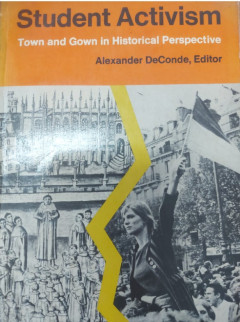 Student Activism
Town and Gown in Historical Perspective
Alexander DeConde, Editor